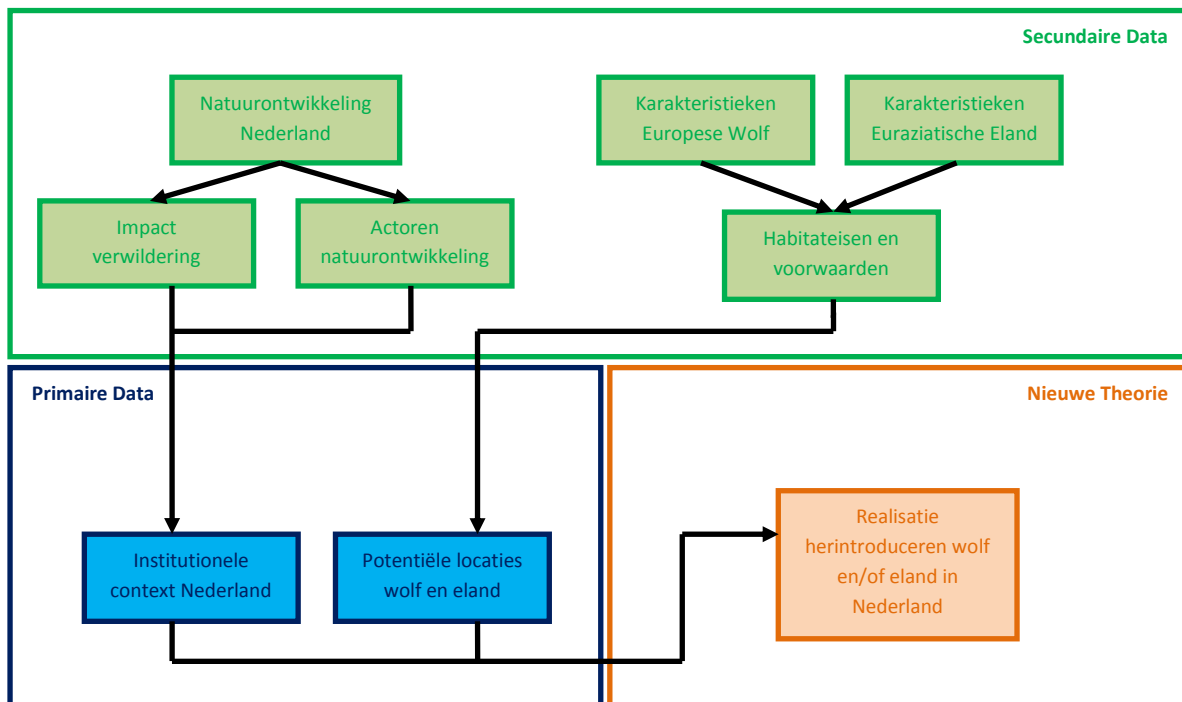 Secundaire Data
Natuurontwikkeling
Nederland
Karakteristieken
Europese Wolf
Karakteristieken
Euraziatische Eland
Impact
verwildering
Actoren
natuurontwikkeling
Habitateisen en
voorwaarden
Primaire Data
Nieuwe Theorie
Institutionele
context Nederland
Potentiële locaties
wolf en eland
Realisatie
herintroduceren wolf
en/of eland in
Nederland